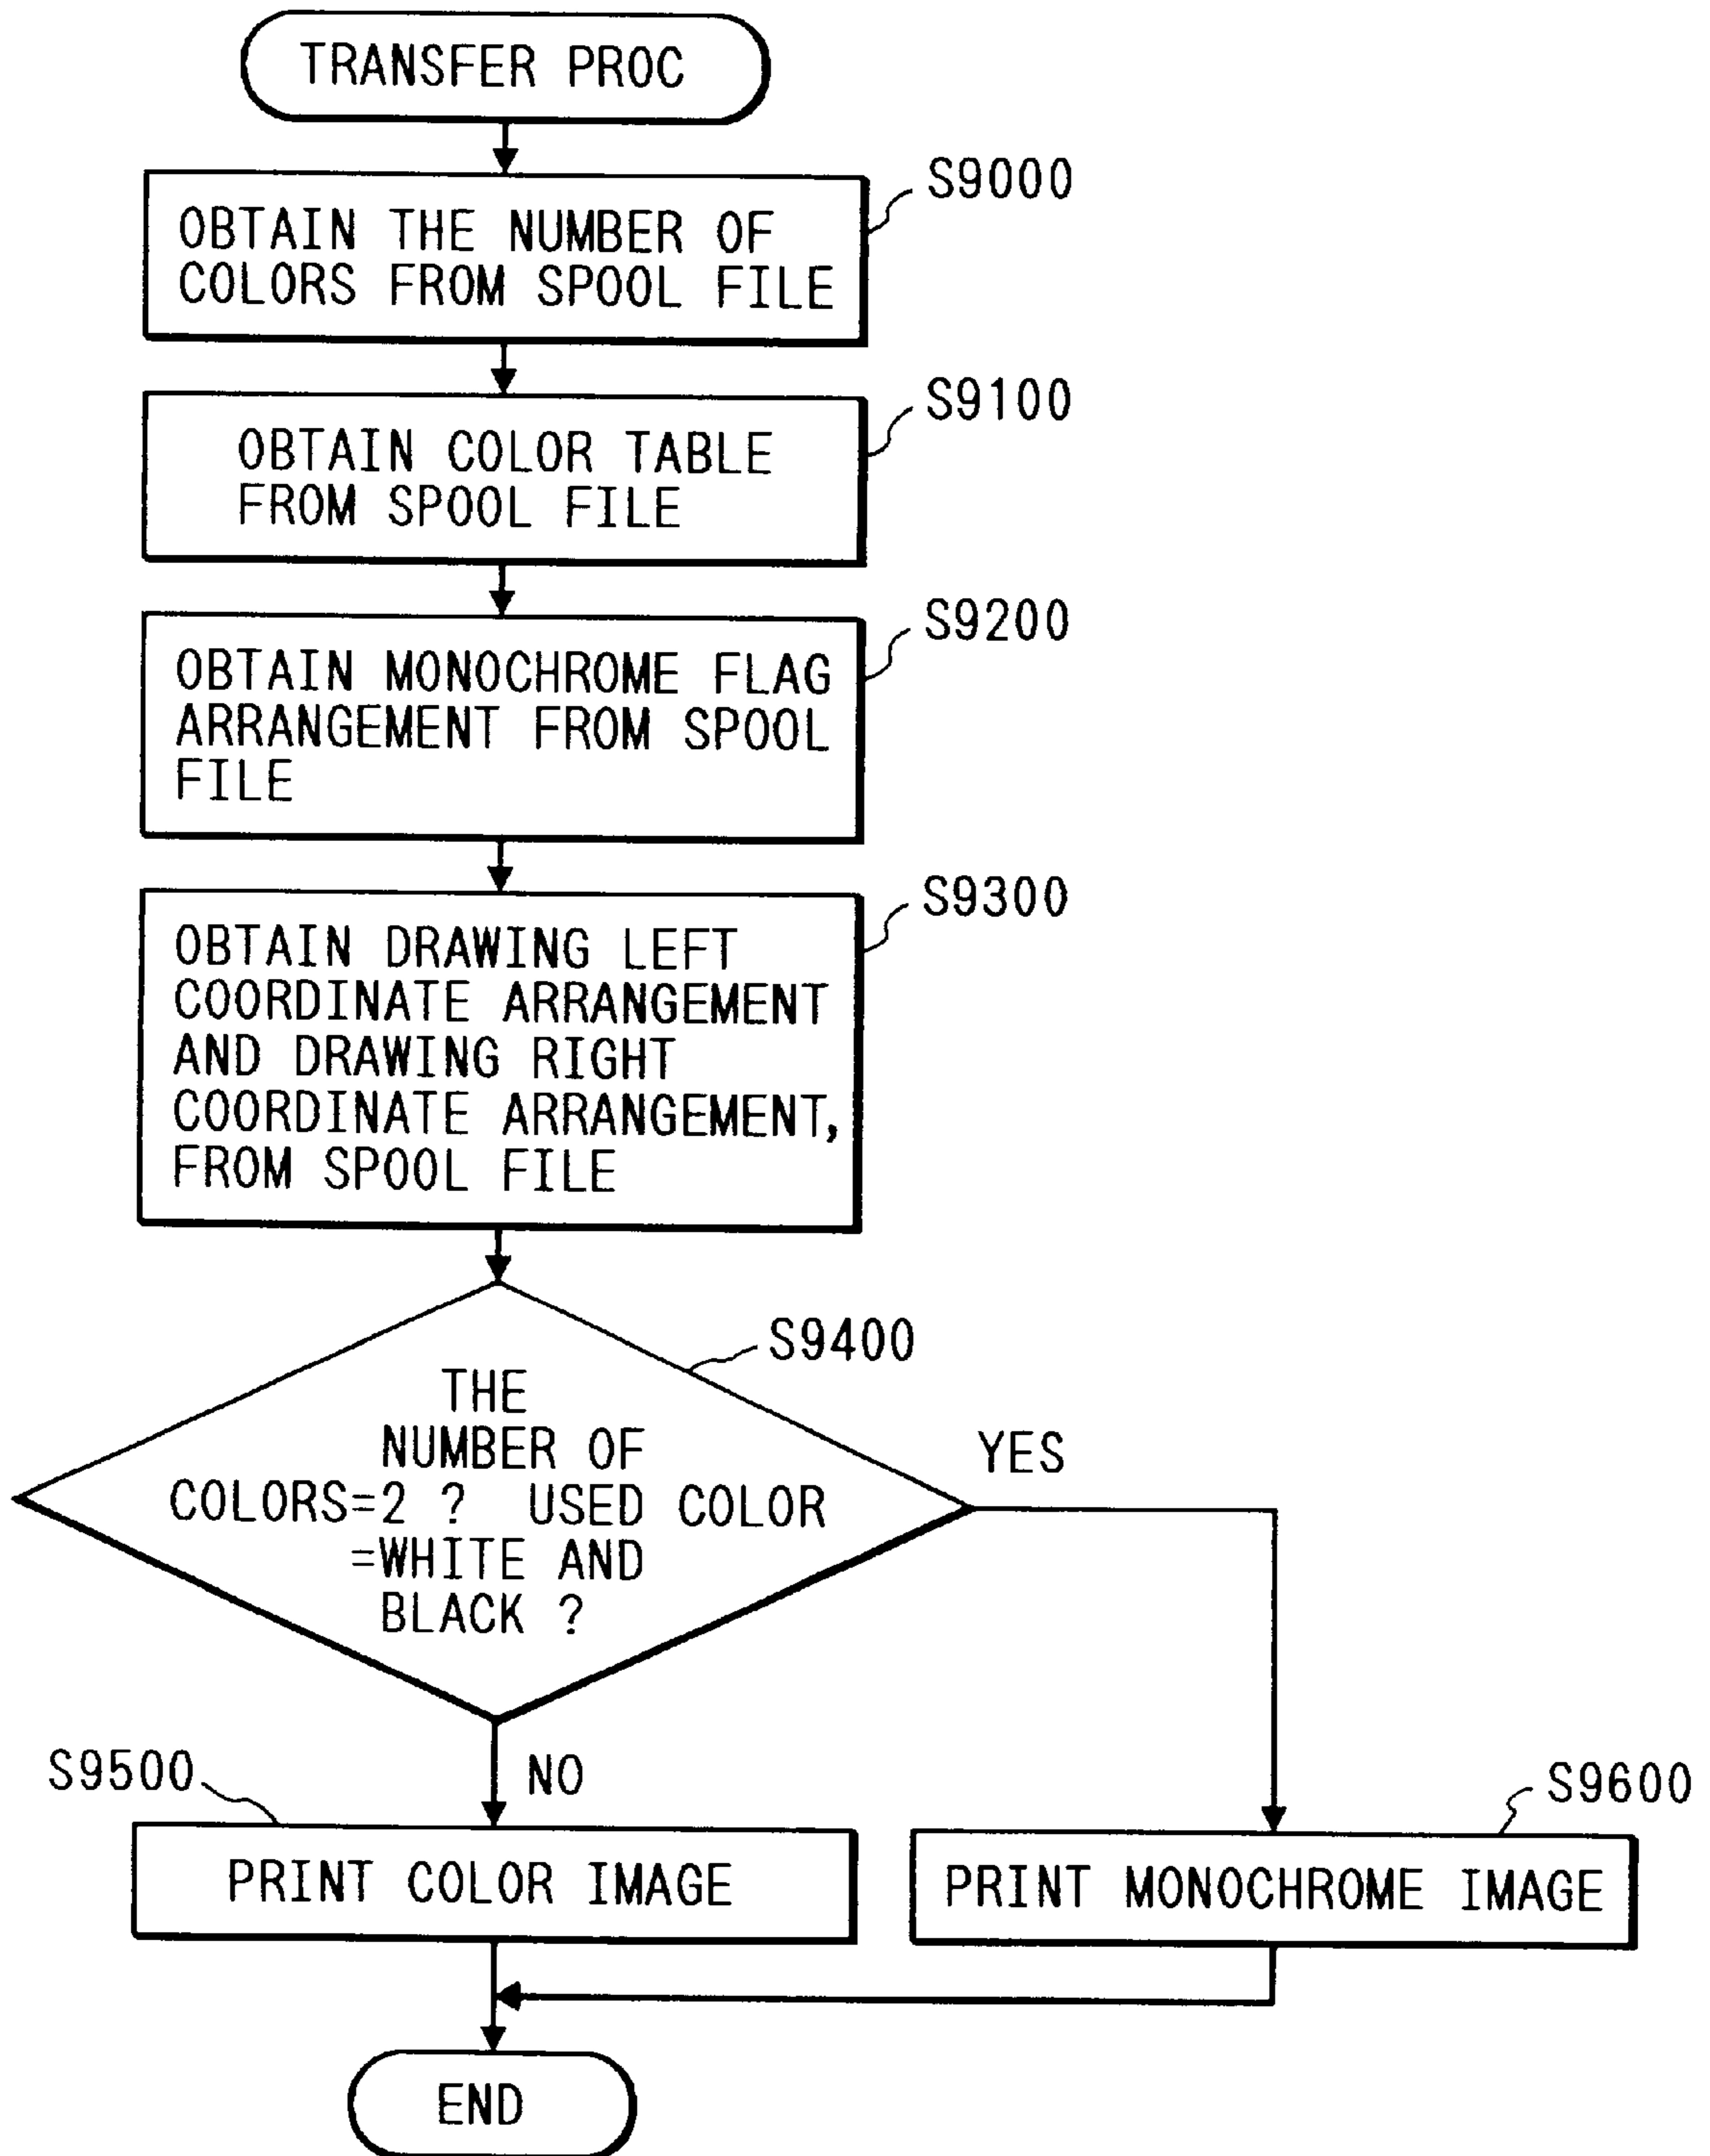 TRANSFER PROC
S9000
OBTAIN THE NUMBER OF
COLORS FROM SPOOL FILE
S9100
OBTAIN COLOR TABLE
FROM SPOOL FILE
S9200
OBTAIN MONOCHROME FLAG
ARRANGEMENT FROM SPOOL
FILE
S9300
OBTAIN DRAWING LEFT
COORDINATE ARRANGEMENT
AND DRAWING RIGHT
COORDINATE ARRANGEMENT,
FROM SPOOL FILE
S9400
THE
NUMBER OF
COLORS=2 ? USED COLOR
=WHITE AND
BLACK ?
YES
NO
S9500
PRINT COLOR IMAGE
S9600
PRINT MONOCHROME IMAGE
END